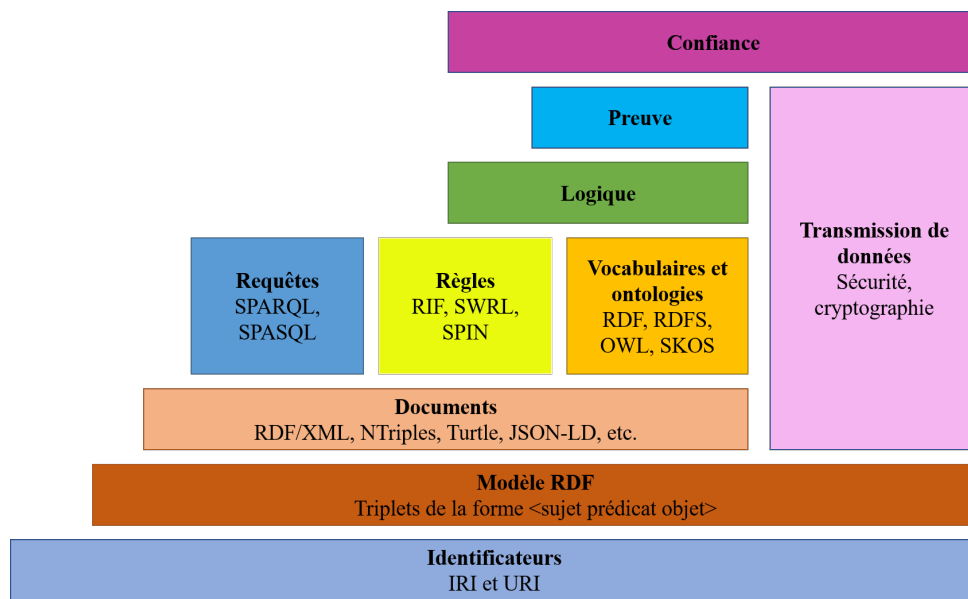 Confiance
Preuve
Logique
Transmission de
données
Sécurité,
cryptographie
Requêtes
SPARQL,
SPASQL
Règles
RIF, SWRL,
SPIN
Vocabulaires et
ontologies
RDF, RDFS,
OWL, SKOS
Documents
RDF/XML, NTriples, Turtle, JSON-LD, etc.
Modèle RDF
Triplets de la forme <sujet prédicat objet>
Identificateurs
IRI et URI